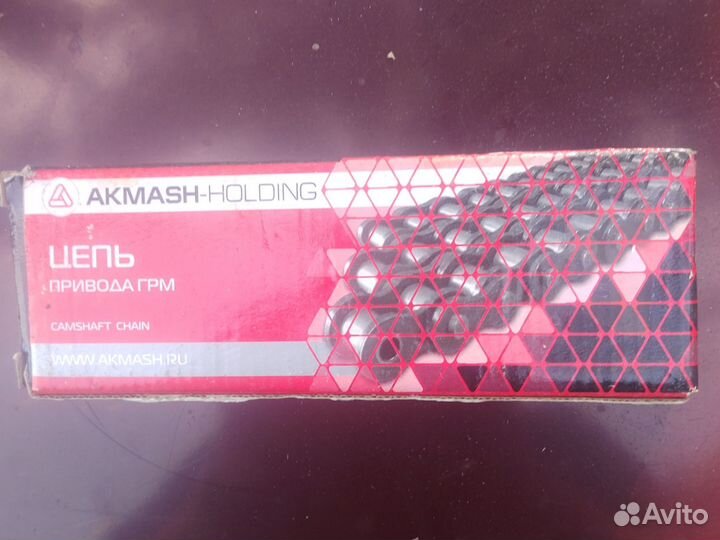 AKMASH-HOLDING
ЦЕПЬ
ПРИВОДА ГРМ
CAMSHAFT CHAIN
WWW.AKMASH.RU
Avito